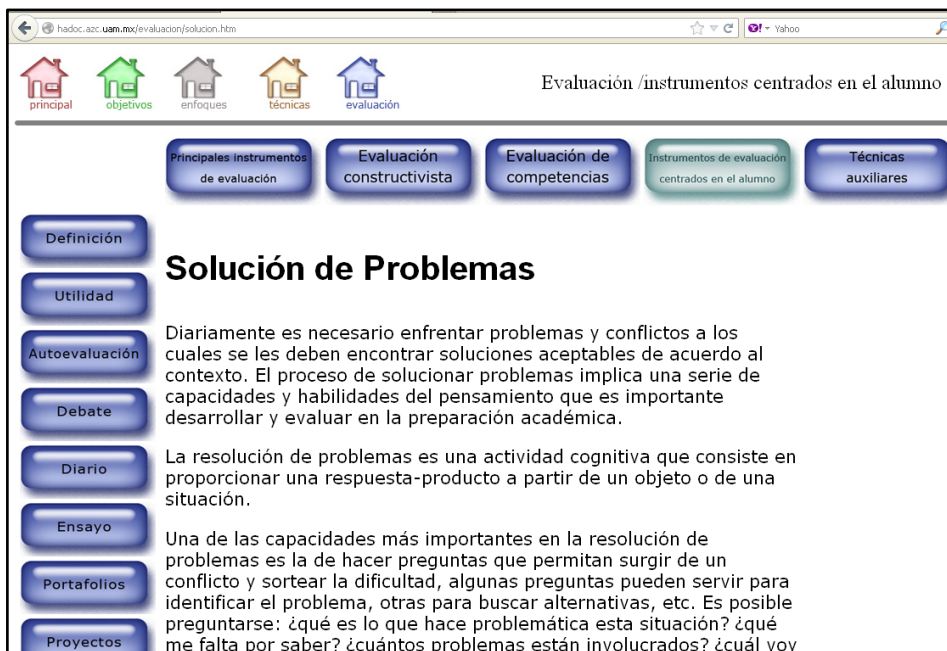 hadoc.azc.uam.mx/evaluacion/solucion.htm
Yahoo
principal
objetivos
enfoques
técnicas
evaluación
Evaluación /instrumentos centrados en el alumno
Principales instrumentos
de evaluación
Evaluación
constructivista
Evaluación de
competencias
Instrumentos de evaluación
centrados en el alumno
Técnicas
auxiliares
Definición
Utilidad
Autoevaluación
Debate
Diario
Ensayo
Portafolios
Proyectos
Solución de Problemas
Diariamente es necesario enfrentar problemas y conflictos a los
cuales se les deben encontrar soluciones aceptables de acuerdo al
contexto. El proceso de solucionar problemas implica una serie de
capacidades y habilidades del pensamiento que es importante
desarrollar y evaluar en la preparación académica.
La resolución de problemas es una actividad cognitiva que consiste en
proporcionar una respuesta-producto a partir de un objeto o de una
situación.
Una de las capacidades más importantes en la resolución de
problemas es la de hacer preguntas que permitan surgir de un
conflicto y sortear la dificultad, algunas preguntas pueden servir para
identificar el problema, otras para buscar alternativas, etc. Es posible
preguntarse: ¿qué es lo que hace problemática esta situación? ¿qué
me falta por saber? ¿cuántos problemas están involucrados? ¿cuál voy